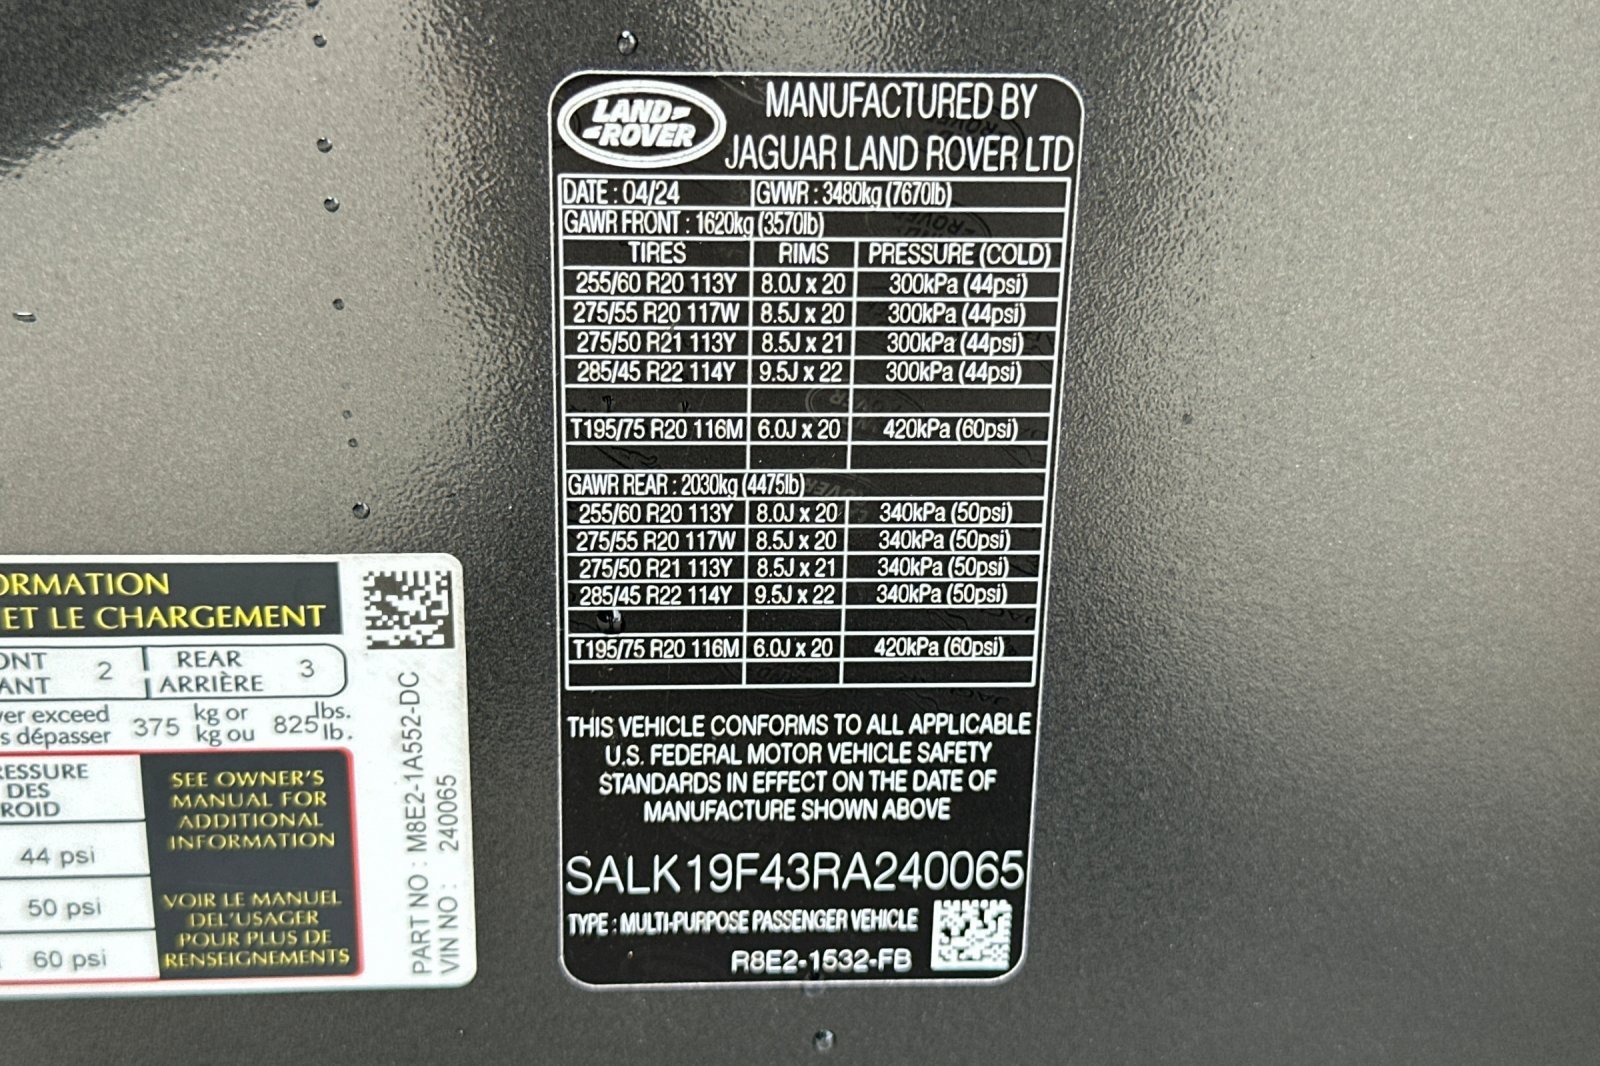 LAND
ROVER
MANUFACTURED BY
JAGUAR LAND ROVER LTD
DATE : 04/24 GVWR : 3480kg (7670lb)
GAWR FRONT : 1620kg (3570lb)
TIRES RIMS PRESSURE (COLD)
255/60 R20 113Y 8.0J x 20 300kPa (44psi)
275/55 R20 117W 8.5J x 20 300kPa (44psi)
275/50 R21 113Y 8.5J x 21 300kPa (44psi)
285/45 R22 114Y 9.5J x 22 300kPa (44psi)
T195/75 R20 116M 6.0J x 20 420kPa (60psi)
GAWR REAR : 2030kg (4475lb)
255/60 R20 113Y 8.0J x 20 340kPa (50psi)
275/55 R20 117W 8.5J x 20 340kPa (50psi)
275/50 R21 113Y 8.5J x 21 340kPa (50psi)
285/45 R22 114Y 9.5J x 22 340kPa (50psi)
T195/75 R20 116M 6.0J x 20 420kPa (60psi)
THIS VEHICLE CONFORMS TO ALL APPLICABLE
U.S. FEDERAL MOTOR VEHICLE SAFETY
STANDARDS IN EFFECT ON THE DATE OF
MANUFACTURE SHOWN ABOVE
SALK19F43RA240065
TYPE : MULTI-PURPOSE PASSENGER VEHICLE
R8E2-1532-FB
ORMATION
ET LE CHARGEMENT
ONT 2 REAR 3
ANT ARRIÈRE
ver exceed 375 kg or 825 lbs.
s dépasser kg ou lb.
ESSURE
DES
ROID
44 psi
50 psi
60 psi
SEE OWNER'S
MANUAL FOR
ADDITIONAL
INFORMATION
VOIR LE MANUEL
DEL'USAGER
POUR PLUS DE
RENSEIGNEMENTS
PART NO : M8E2-1A552-DC
VIN NO : 240065